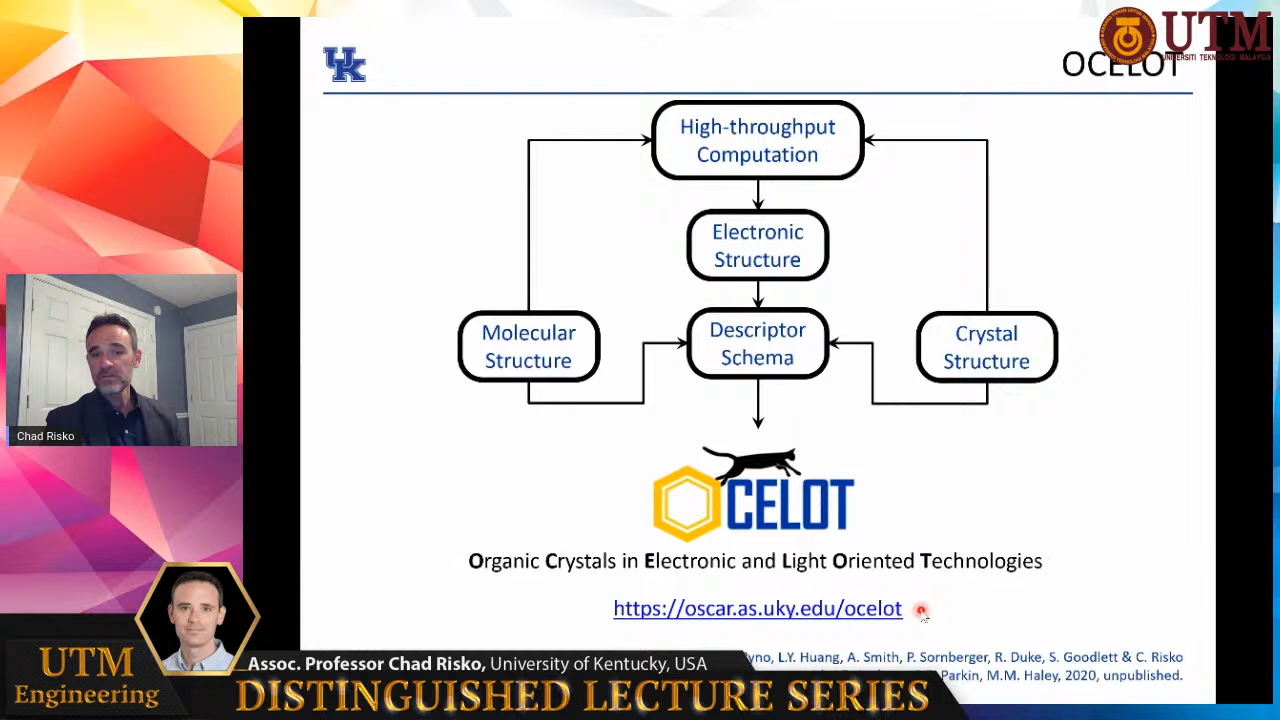 UK
OCELOT
UTM
UNIVERSITI TEKNOLOGI MALAYSIA
High-throughput
Computation
Electronic
Structure
Molecular
Structure
Descriptor
Schema
Crystal
Structure
OCELOT
Organic Crystals in Electronic and Light Oriented Technologies
https://oscar.as.uky.edu/ocelot
L.Y. Huang, A. Smith, P. Sornberger, R. Duke, S. Goodlett & C. Risko
Parkin, M.M. Haley, 2020, unpublished.
Chad Risko
UTM
Engineering
Assoc. Professor Chad Risko, University of Kentucky, USA
DISTINGUISHED LECTURE SERIES